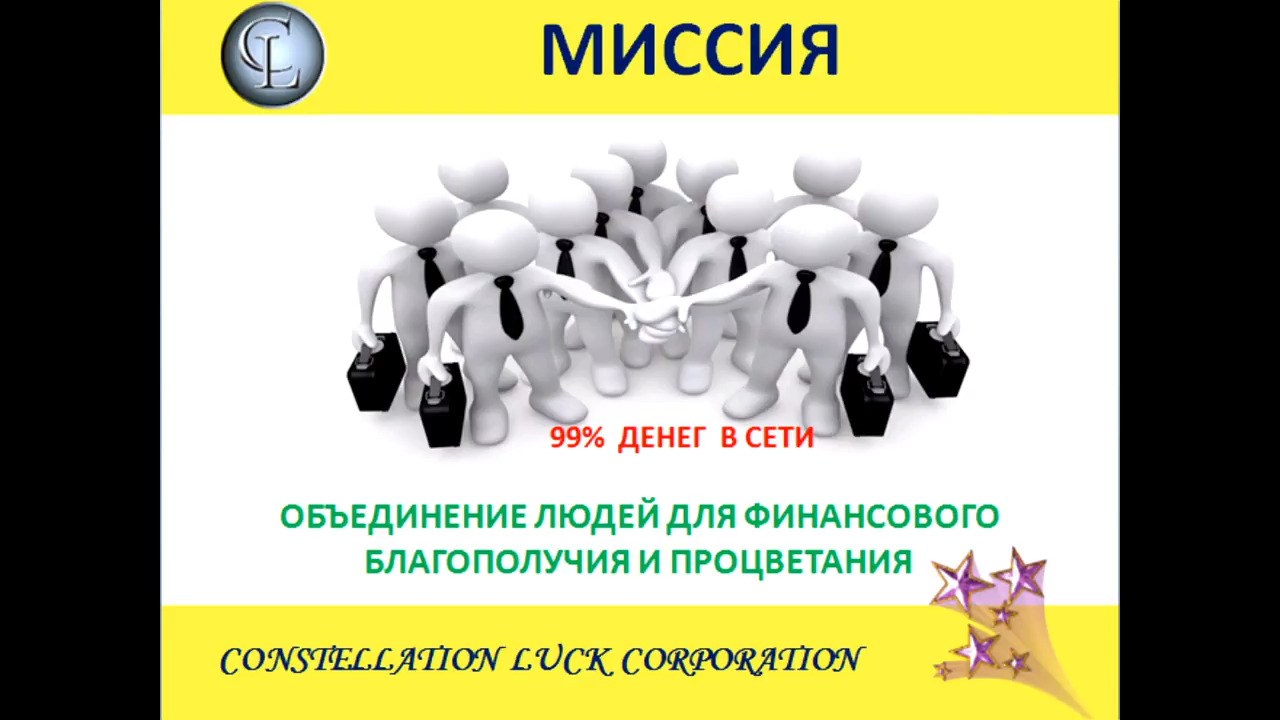 CL
МИССИЯ
99% ДЕНЕГ В СЕТИ
ОБЪЕДИНЕНИЕ ЛЮДЕЙ ДЛЯ ФИНАНСОВОГО
БЛАГОПОЛУЧИЯ И ПРОЦВЕТАНИЯ
CONSTELLATION LUCK CORPORATION